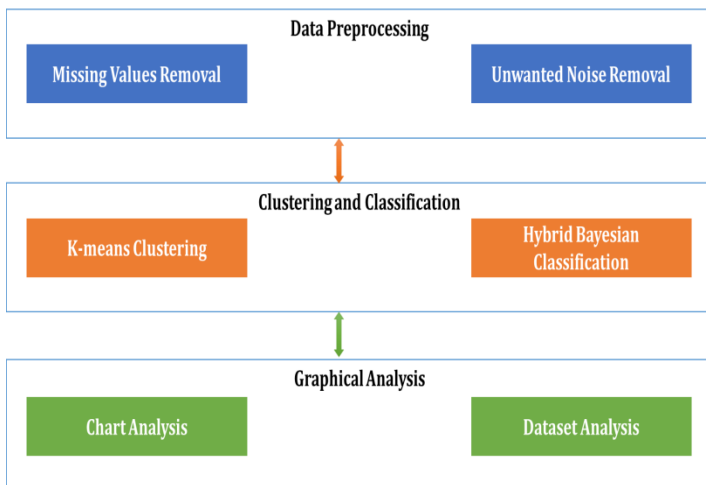 Data Preprocessing
Missing Values Removal
Unwanted Noise Removal
Clustering and Classification
K-means Clustering
Hybrid Bayesian
Classification
Graphical Analysis
Chart Analysis
Dataset Analysis